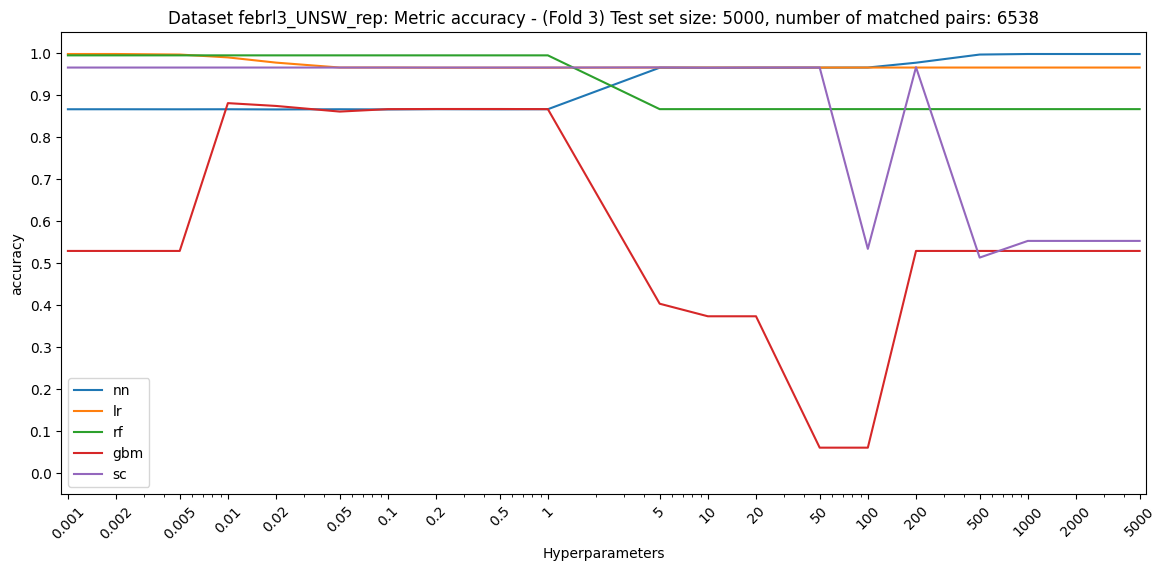 Dataset febrl3_UNSW_rep: Metric accuracy - (Fold 3) Test set size: 5000, number of matched pairs: 6538
accuracy
1.0
0.9
0.8
0.7
0.6
0.5
0.4
0.3
0.2
0.1
0.0
nn
lr
rf
gbm
sc
0.001 0.002 0.005 0.01 0.02 0.05 0.1 0.2 0.5 1 5 10 20 50 100 200 500 1000 2000 5000
Hyperparameters